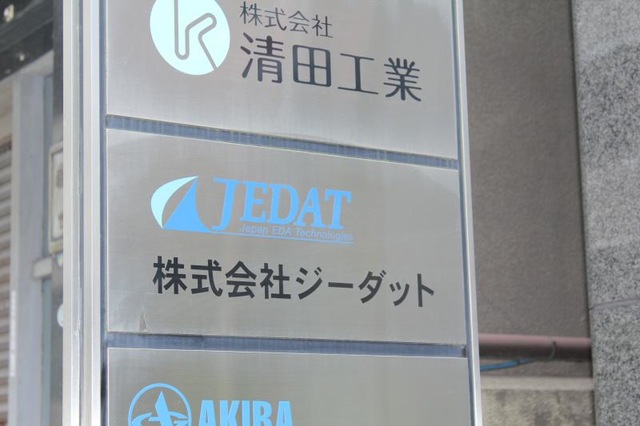 k
株式会社
清田工業
JEDAT
Japan EDA Technologies
株式会社ジーダット
AKIBA